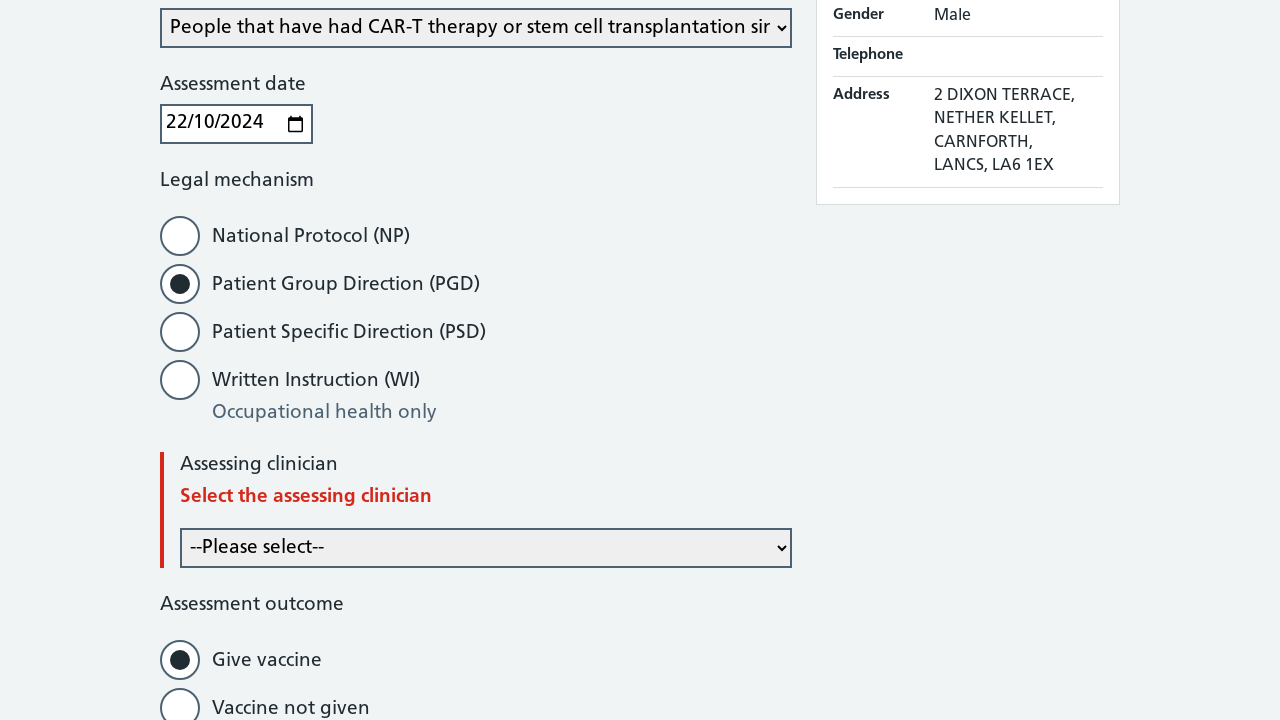 People that have had CAR-T therapy or stem cell transplantation sir
Assessment date
22/10/2024
Legal mechanism
National Protocol (NP)
Patient Group Direction (PGD)
Patient Specific Direction (PSD)
Written Instruction (WI)
Occupational health only
Assessing clinician
Select the assessing clinician
--Please select--
Assessment outcome
Give vaccine
Vaccine not given
Gender Male
Telephone
Address 2 DIXON TERRACE,
NETHER KELLET,
CARNFORTH,
LANCS, LA6 1EX